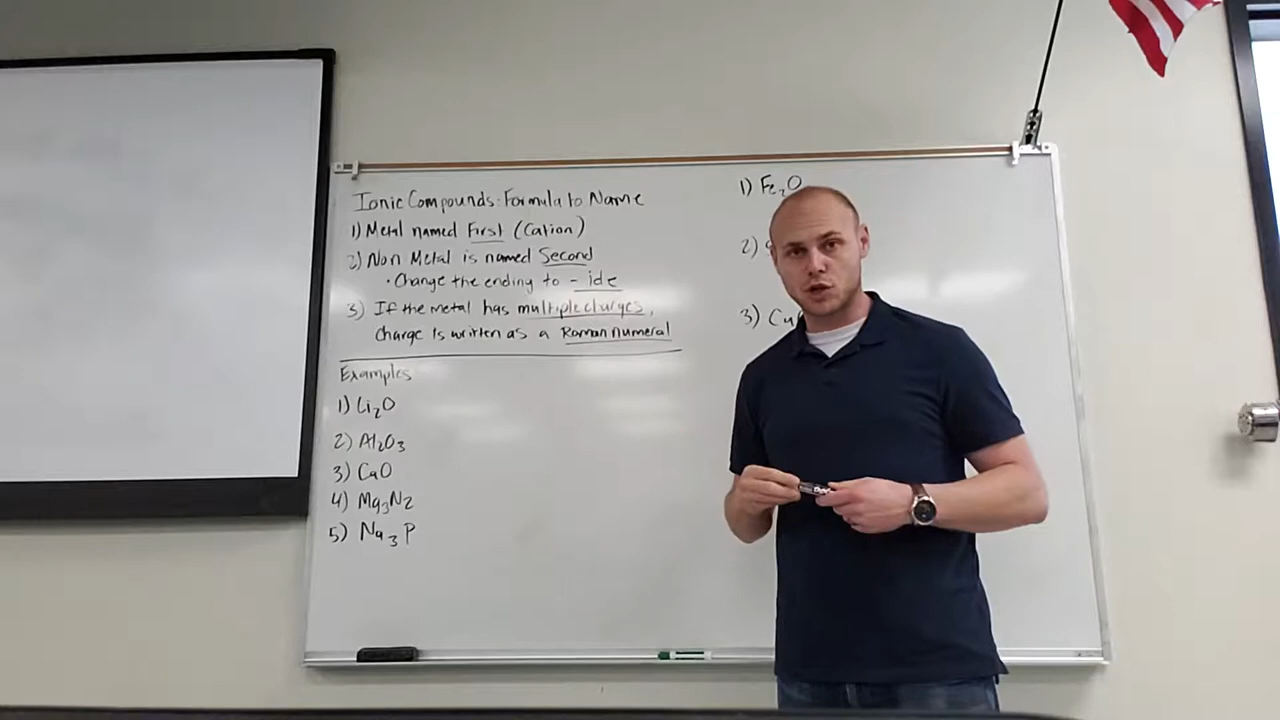 Ionic Compounds: Formula to Name
1) Metal named First (Cation)
2) Non Metal is named Second
• Change the ending to - ide
3) If the metal has multiple charges,
charge is written as a Roman numeral
Examples
1) Li₂O
2) Al₂O₃
3) CaO
4) Mg₃N₂
5) Na₃P
1) Fe₂O
2)
3) Cu